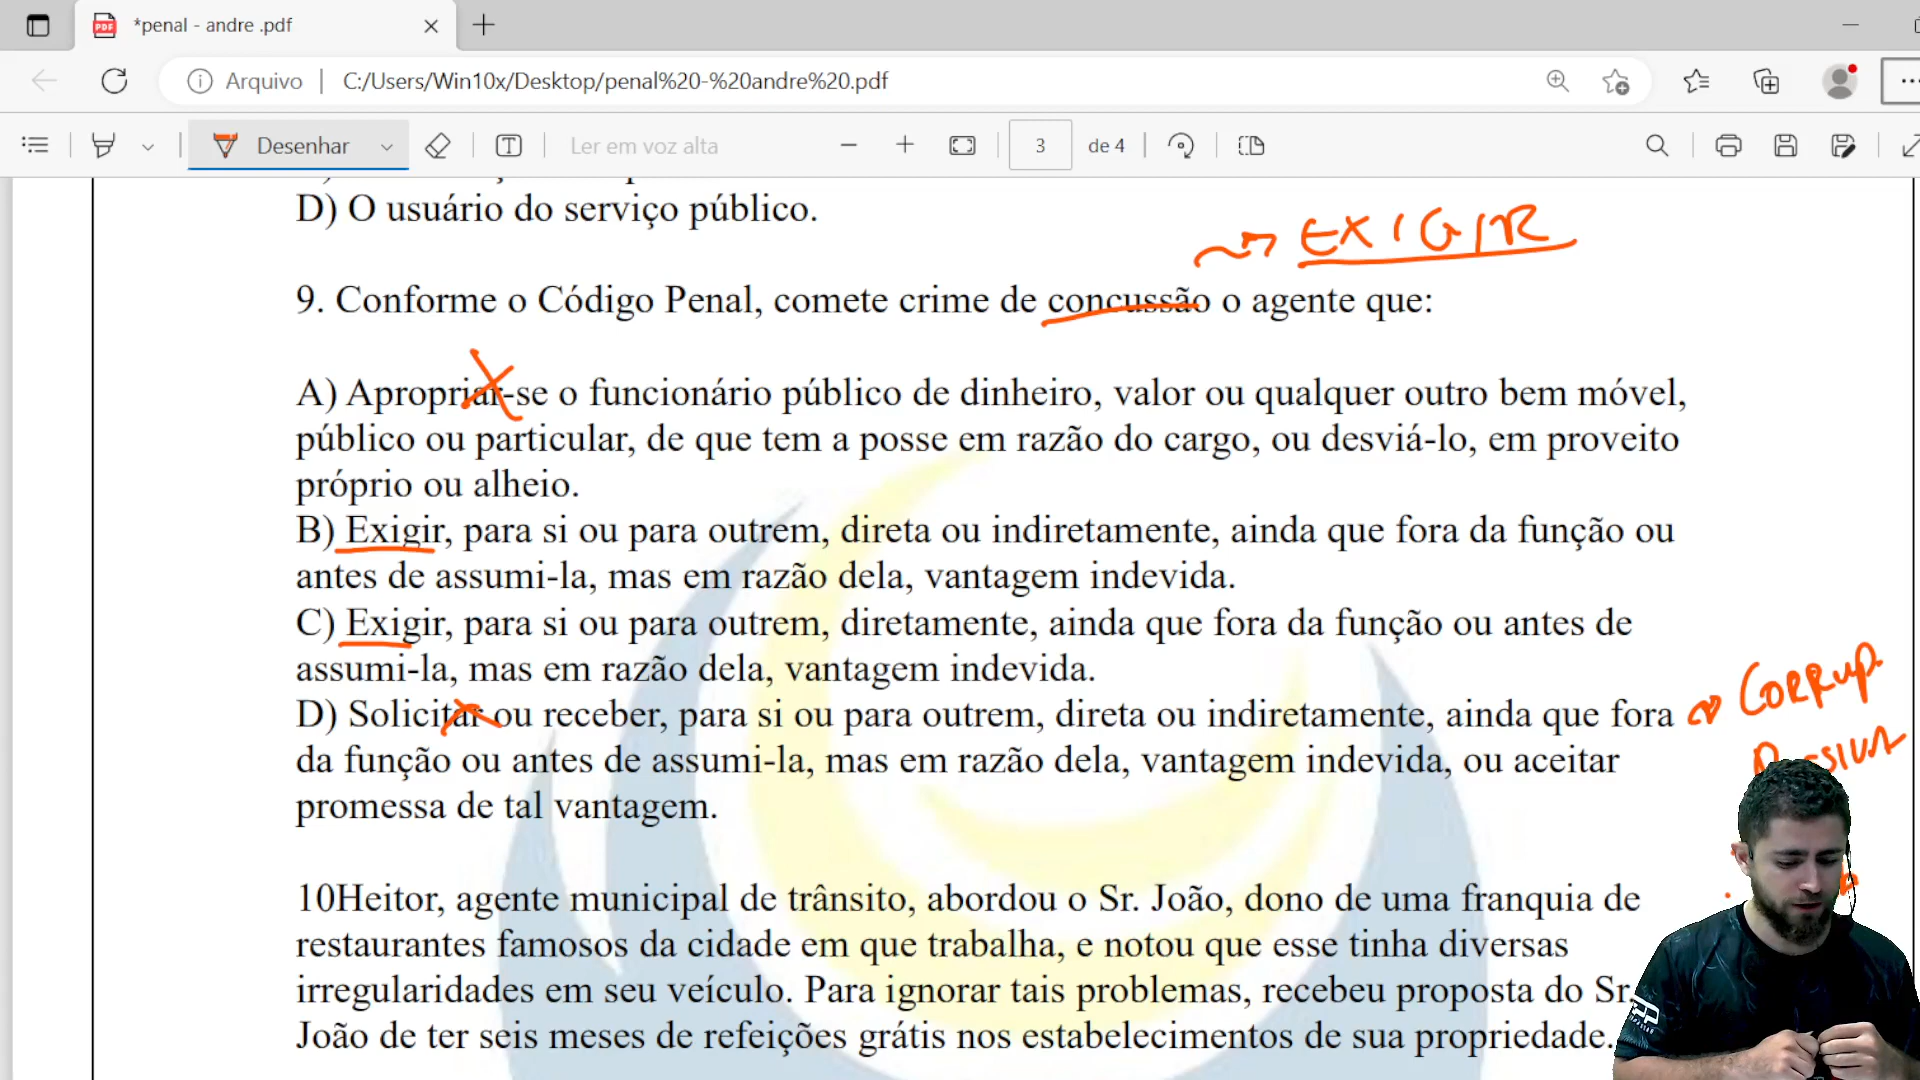 *penal - andre .pdf
Arquivo | C:/Users/Win10x/Desktop/penal%20-%20andre%20.pdf
Desenhar Ler em voz alta 3 de 4
D) O usuário do serviço público.
EXIGIR
9. Conforme o Código Penal, comete crime de concussão o agente que:
A) Apropriar-se o funcionário público de dinheiro, valor ou qualquer outro bem móvel,
público ou particular, de que tem a posse em razão do cargo, ou desviá-lo, em proveito
próprio ou alheio.
B) Exigir, para si ou para outrem, direta ou indiretamente, ainda que fora da função ou
antes de assumi-la, mas em razão dela, vantagem indevida.
C) Exigir, para si ou para outrem, diretamente, ainda que fora da função ou antes de
assumi-la, mas em razão dela, vantagem indevida.
D) Solicitar ou receber, para si ou para outrem, direta ou indiretamente, ainda que fora
da função ou antes de assumi-la, mas em razão dela, vantagem indevida, ou aceitar
promessa de tal vantagem.
CORRUP
10Heitor, agente municipal de trânsito, abordou o Sr. João, dono de uma franquia de
restaurantes famosos da cidade em que trabalha, e notou que esse tinha diversas
irregularidades em seu veículo. Para ignorar tais problemas, recebeu proposta do Sr.
João de ter seis meses de refeições grátis nos estabelecimentos de sua propriedade.